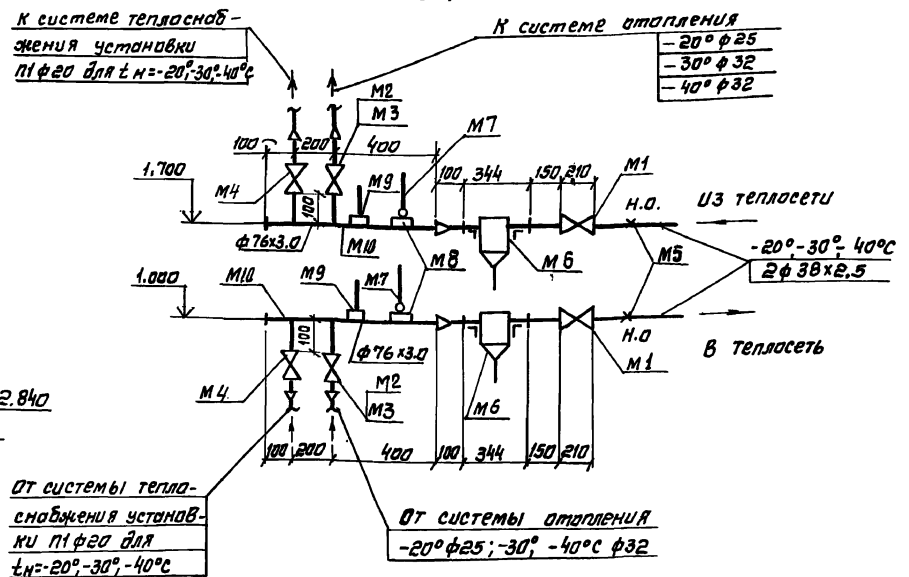 К системе теплоснаб-
жения установки
П1 ф20 для tн=-20°,-30°,-40°С
К системе отопления
-20° ф25
-30° ф32
-40° ф32
М2
М3
М7
100 200 400
М9
100 344 150 210
М1
1.700
М4
100
Из теплосети
н.о.
ф76х3.0
М10
М8
М6
М5
-20°,-30°,-40°С
2ф38х2.5
М10
М9
М7
1.000
100
ф76х3.0
н.о
В теплосеть
М1
М4
М2
М3
М6
2.840
100 200 400 100 344 150 210
От системы тепло-
снабжения установ-
ки П1 ф20 для
tн=-20°,-30°,-40°С
От системы отопления
-20° ф25; -30°, -40°С ф32